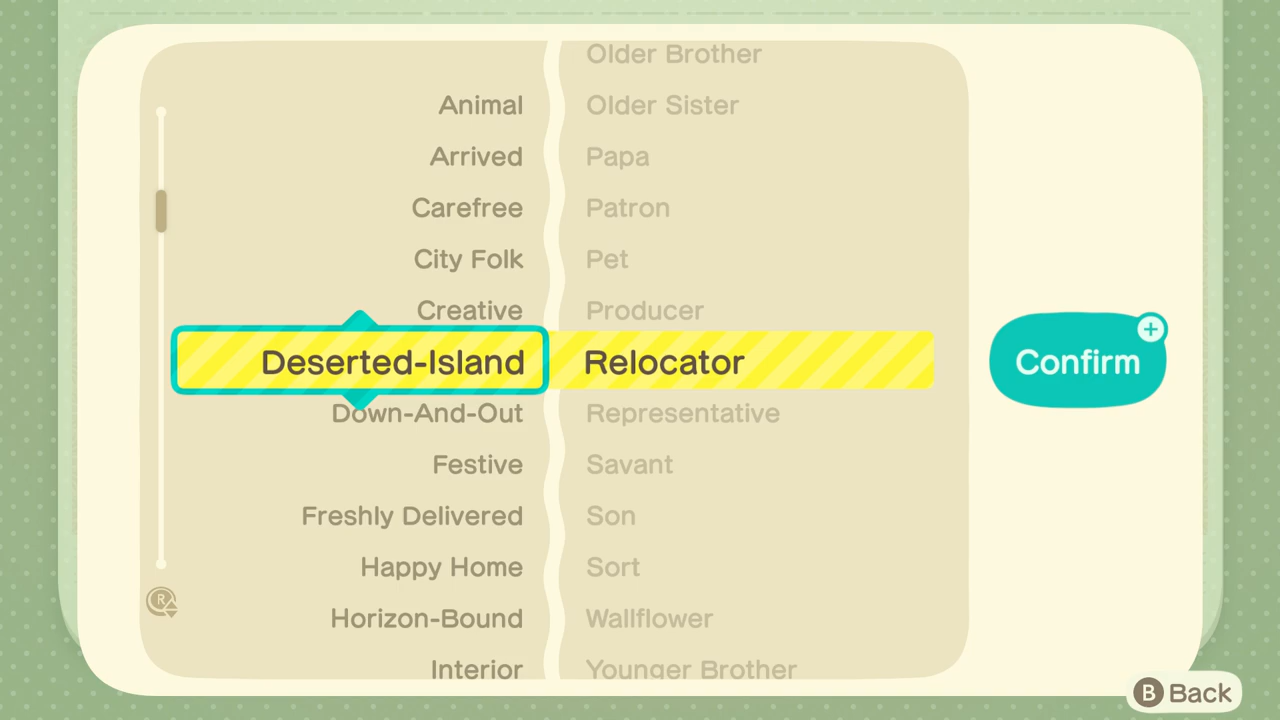 Older Brother
Animal Older Sister
Arrived Papa
Carefree Patron
City Folk Pet
Creative Producer
Deserted-Island Relocator
+
Confirm
Down-And-Out Representative
Festive Savant
Freshly Delivered Son
Happy Home Sort
R
Horizon-Bound Wallflower
Interior Younger Brother
B Back